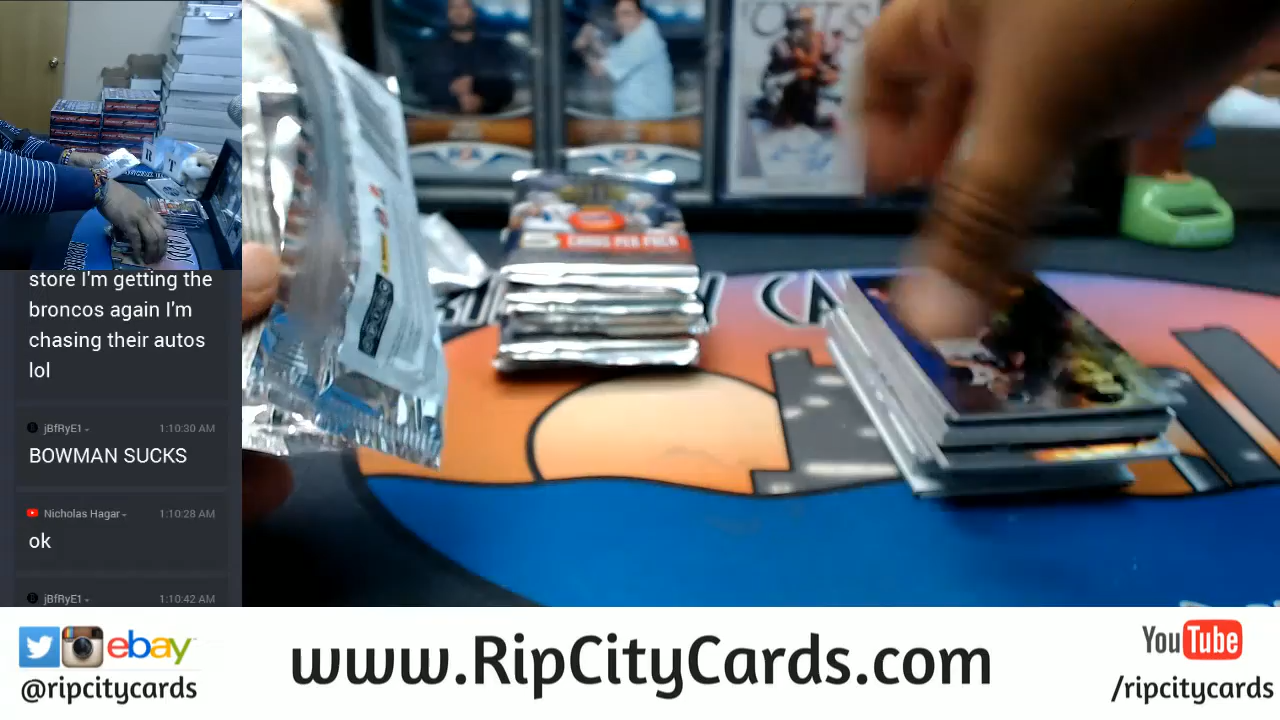 store I'm getting the
broncos again I'm
chasing their autos
lol
jBfRyE1
1:10:30 AM
BOWMAN SUCKS
Nicholas Hagar
1:10:28 AM
ok
jBfRyE1
1:10:42 AM
CARDS PER PACK
ebay
@ripcitycards
www.RipCityCards.com
YouTube
/ripcitycards